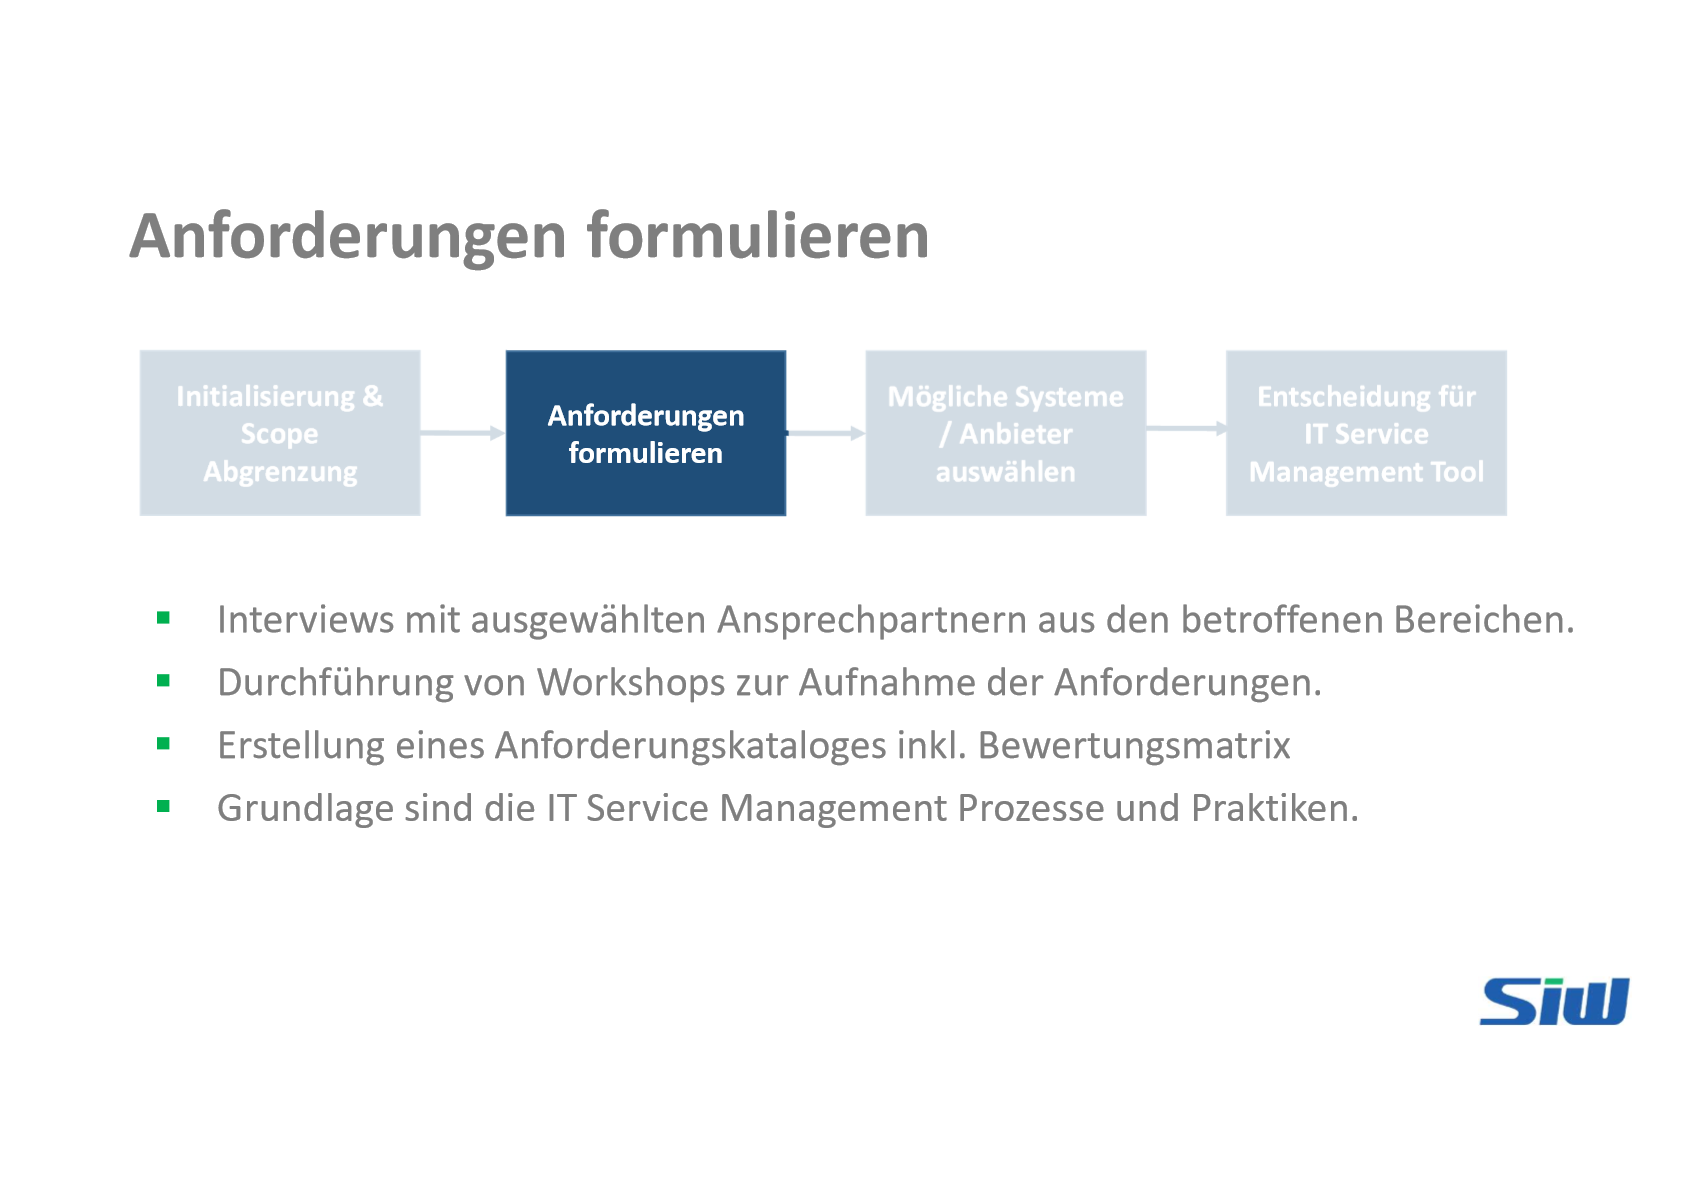 Anforderungen formulieren
Initialisierung &
Scope
Abgrenzung
Anforderungen
formulieren
Mögliche Systeme
/ Anbieter
auswählen
Entscheidung für
IT Service
Management Tool
Interviews mit ausgewählten Ansprechpartnern aus den betroffenen Bereichen.
Durchführung von Workshops zur Aufnahme der Anforderungen.
Erstellung eines Anforderungskataloges inkl. Bewertungsmatrix
Grundlage sind die IT Service Management Prozesse und Praktiken.
Siw